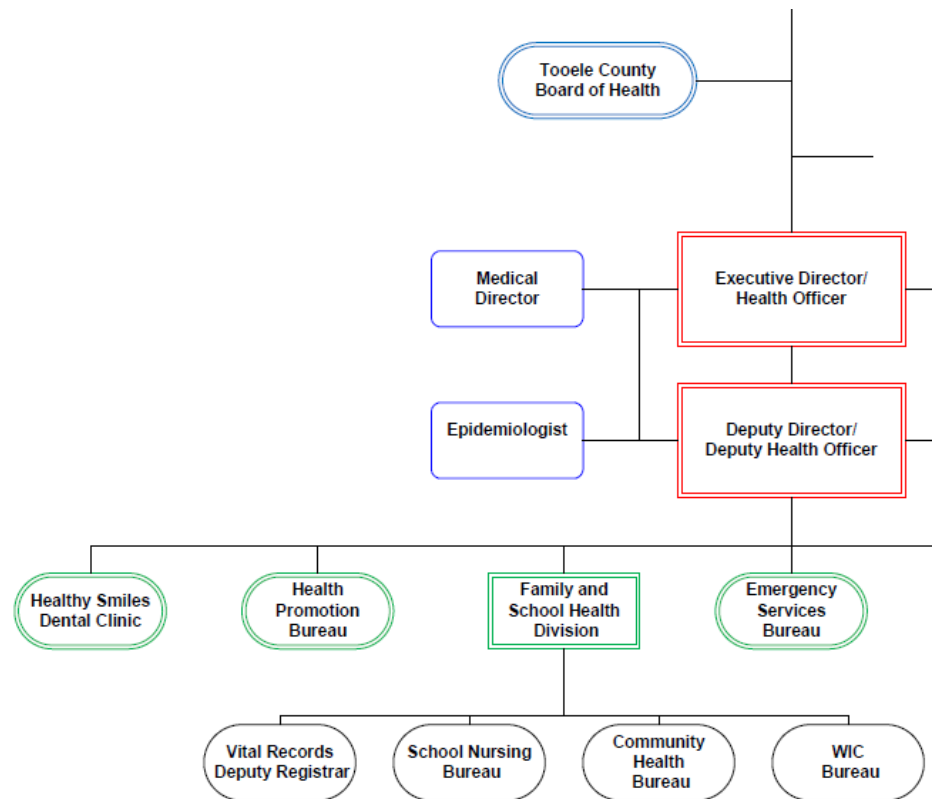 Tooele County
Board of Health
Medical
Director
Executive Director/
Health Officer
Epidemiologist
Deputy Director/
Deputy Health Officer
Healthy Smiles
Dental Clinic
Health
Promotion
Bureau
Family and
School Health
Division
Emergency
Services
Bureau
Vital Records
Deputy Registrar
School Nursing
Bureau
Community
Health
Bureau
WIC
Bureau